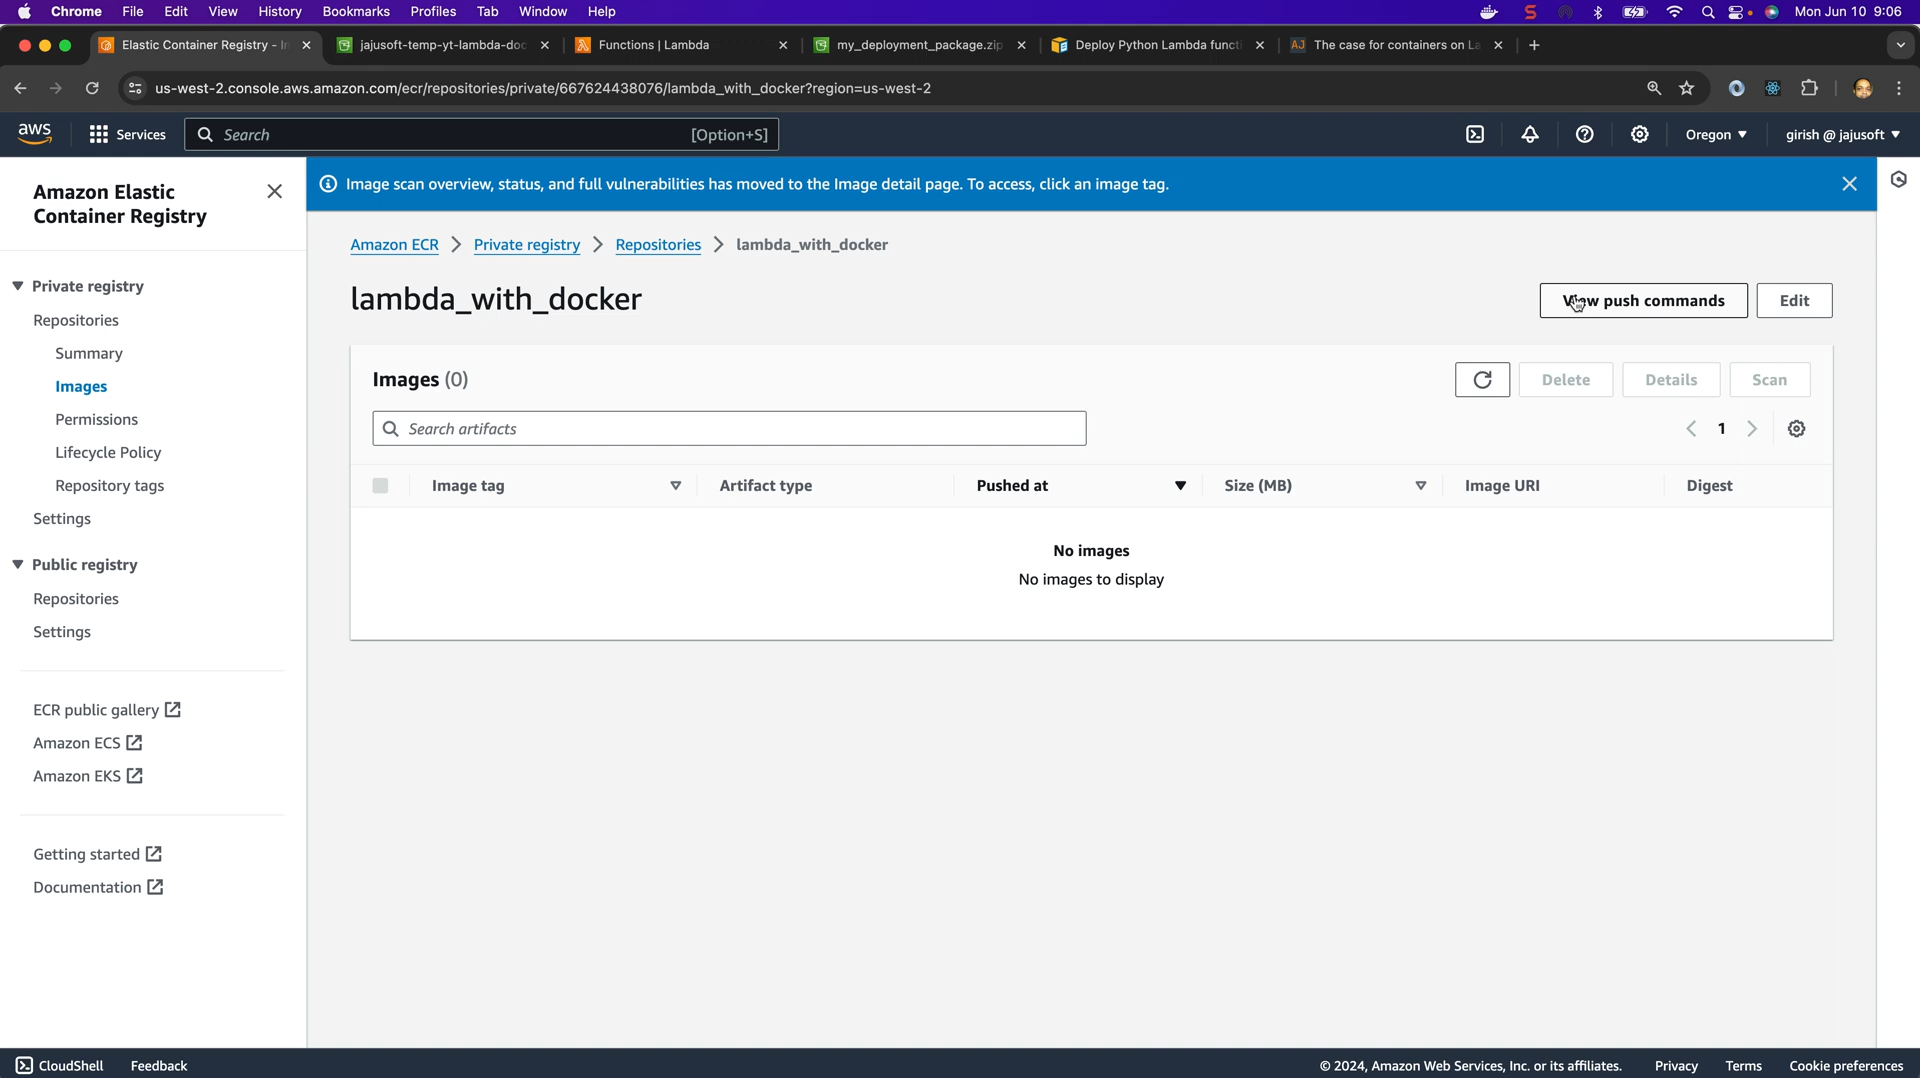 Chrome File Edit View History Bookmarks Profiles Tab Window Help Mon Jun 10 9:06
Elastic Container Registry - In jajusoft-temp-yt-lambda-doc Functions | Lambda my_deployment_package.zip Deploy Python Lambda functi AJ The case for containers on La
us-west-2.console.aws.amazon.com/ecr/repositories/private/667624438076/lambda_with_docker?region=us-west-2
aws Services Search [Option+S] Oregon girish @ jajusoft
Amazon Elastic
Container Registry
Private registry
Repositories
Summary
Images
Permissions
Lifecycle Policy
Repository tags
Settings
Public registry
Repositories
Settings
ECR public gallery
Amazon ECS
Amazon EKS
Getting started
Documentation
Image scan overview, status, and full vulnerabilities has moved to the Image detail page. To access, click an image tag.
Amazon ECR Private registry Repositories lambda_with_docker
lambda_with_docker
View push commands Edit
Images (0)
Delete Details Scan
Search artifacts
1
Image tag Artifact type Pushed at Size (MB) Image URI Digest
No images
No images to display
CloudShell Feedback © 2024, Amazon Web Services, Inc. or its affiliates. Privacy Terms Cookie preferences